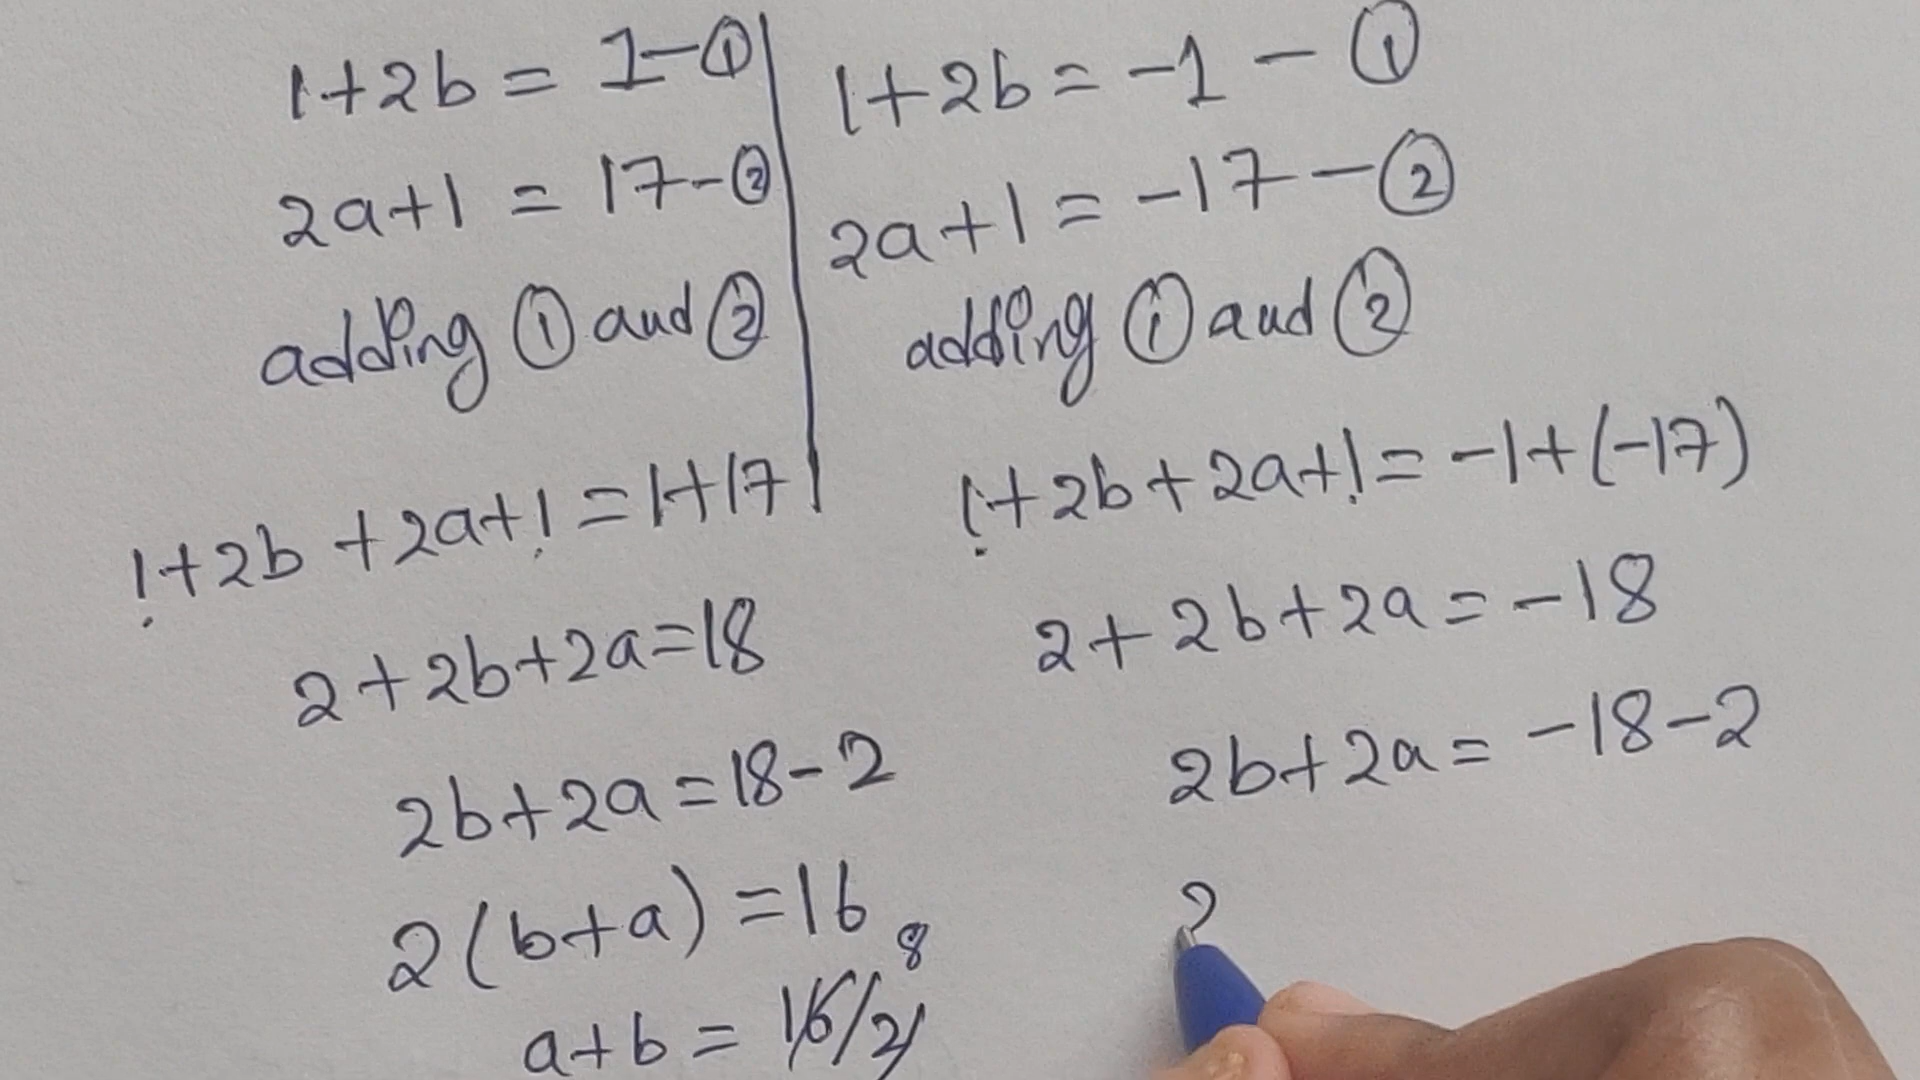 1+2b = 1-①
2a+1 = 17-②
adding ① and ②
1+2b+2a+1=1+17
2+2b+2a=18
2b+2a=18-2
2(b+a)=16
8
a+b = 16/2
1+2b=-1-①
2a+1=-17-②
adding ① and ②
1+2b+2a+1=-1+(-17)
2+2b+2a=-18
2b+2a=-18-2
2